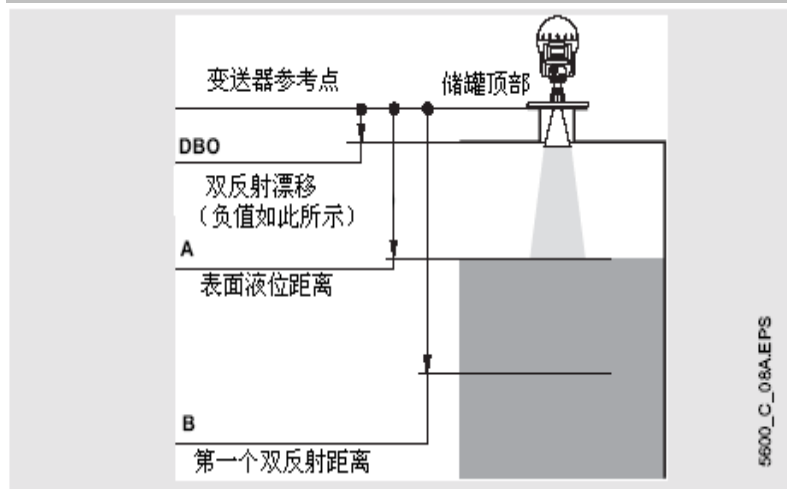 变送器参考点
储罐顶部
DBO
双反射漂移
（负值如此所示）
A
表面液位距离
B
第一个双反射距离
5600_C_08A.EPS